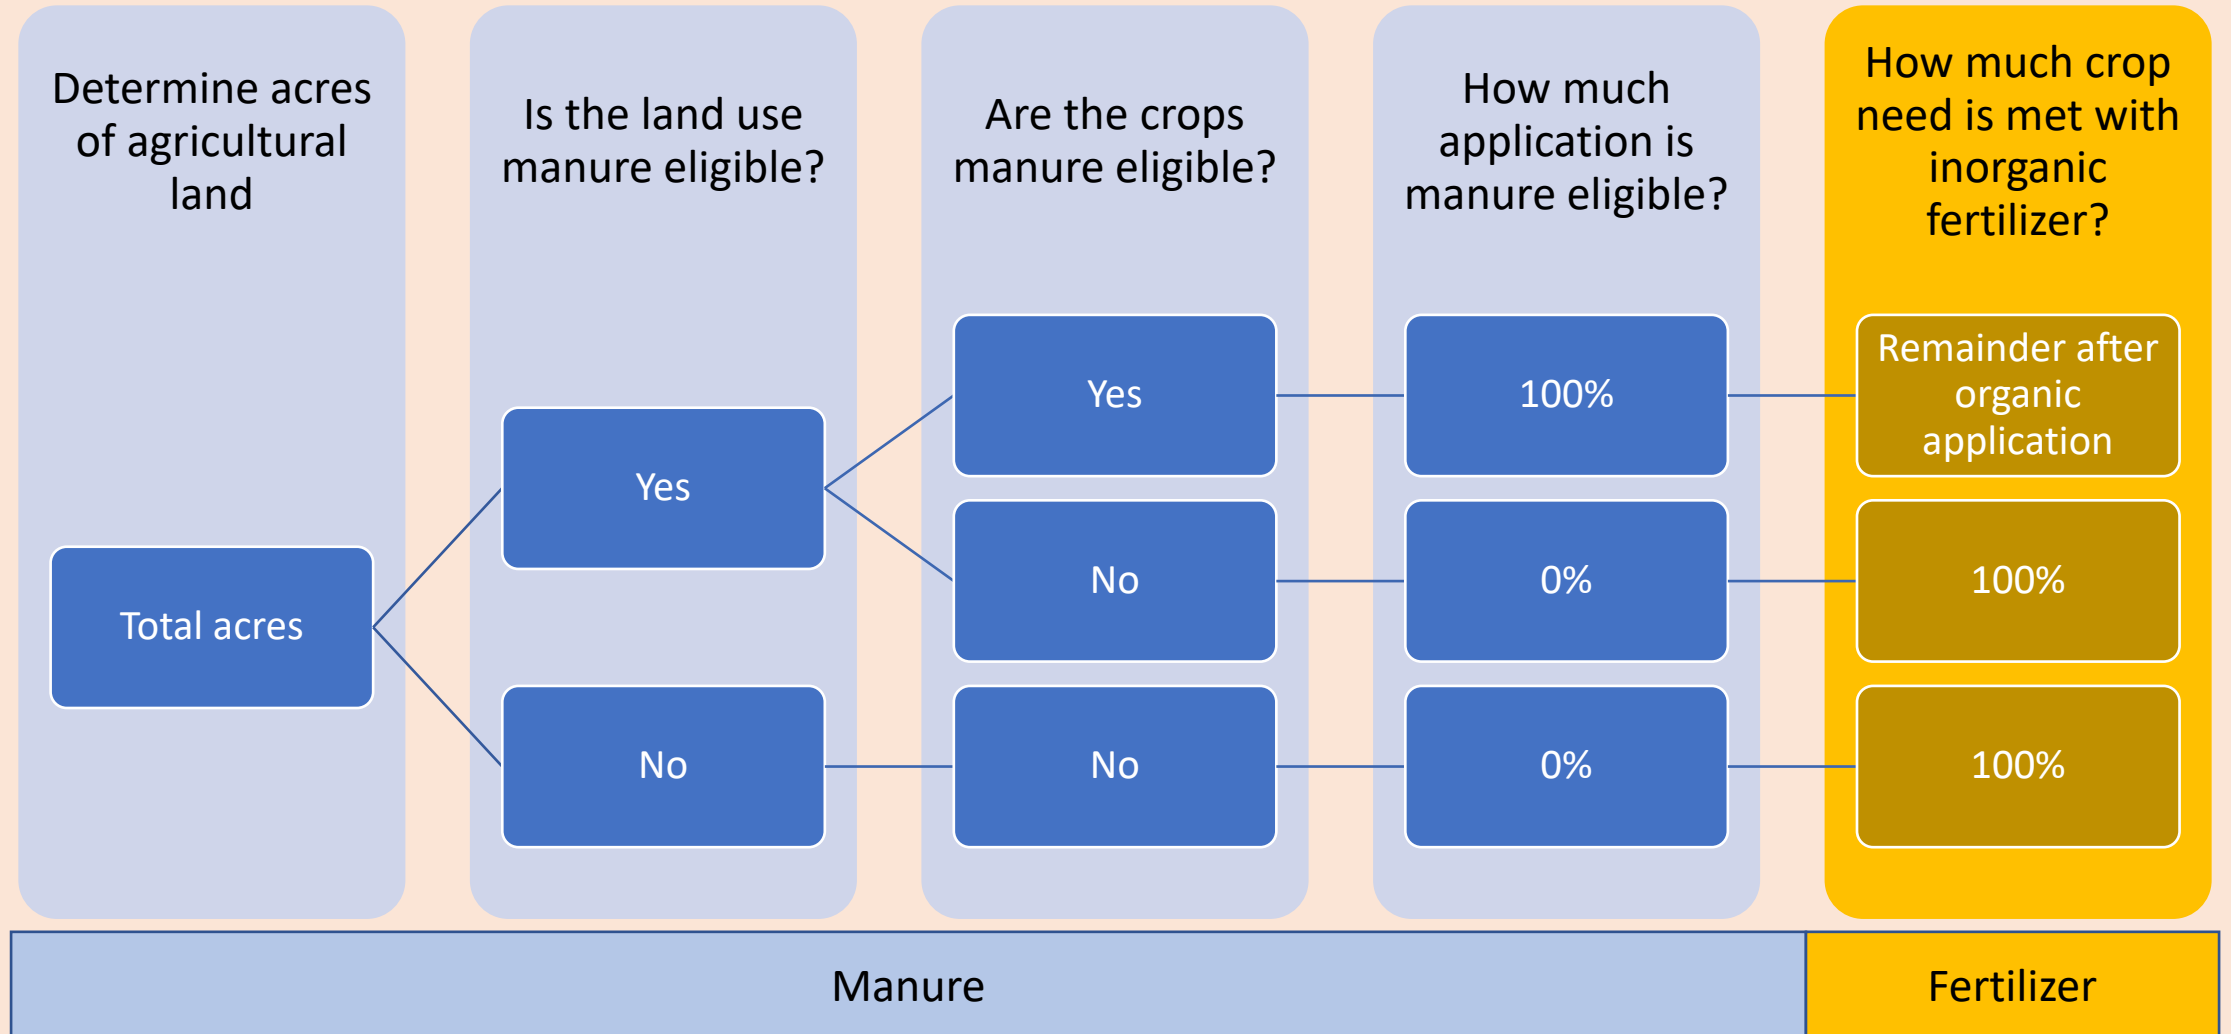 Determine acres
of agricultural
land
Is the land use
manure eligible?
Are the crops
manure eligible?
How much
application is
manure eligible?
How much crop
need is met with
inorganic
fertilizer?
Total acres
Yes
No
Yes
No
No
100%
0%
0%
Remainder after
organic
application
100%
100%
Manure
Fertilizer